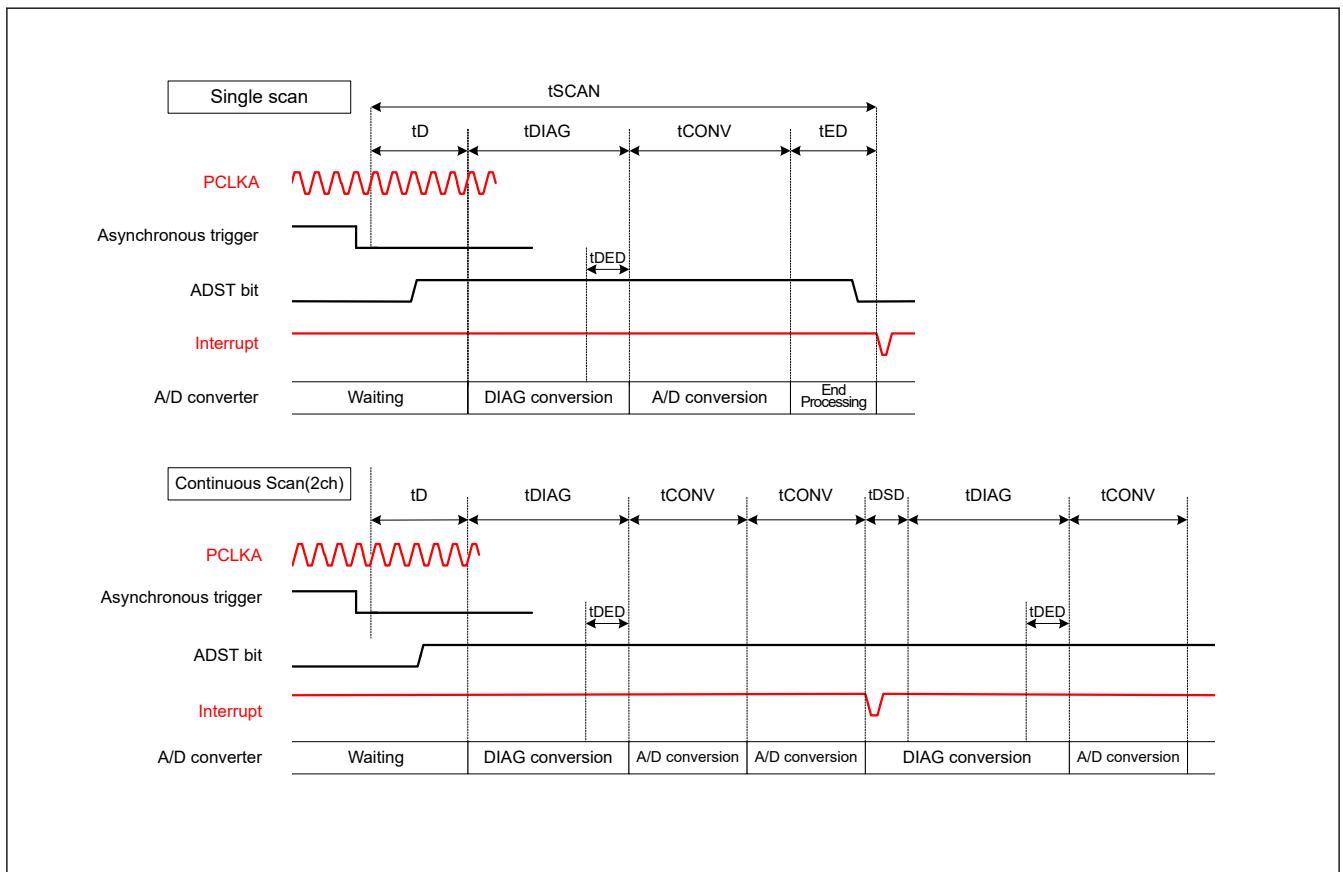 Single scan
tSCAN
tD tDIAG tCONV tED
PCLKA
Asynchronous trigger
tDED
ADST bit
Interrupt
A/D converter Waiting DIAG conversion A/D conversion End
Processing
Continuous Scan(2ch)
tD tDIAG tCONV tCONV tDSD tDIAG tCONV
PCLKA
Asynchronous trigger
tDED tDED
ADST bit
Interrupt
A/D converter Waiting DIAG conversion A/D conversion A/D conversion DIAG conversion A/D conversion